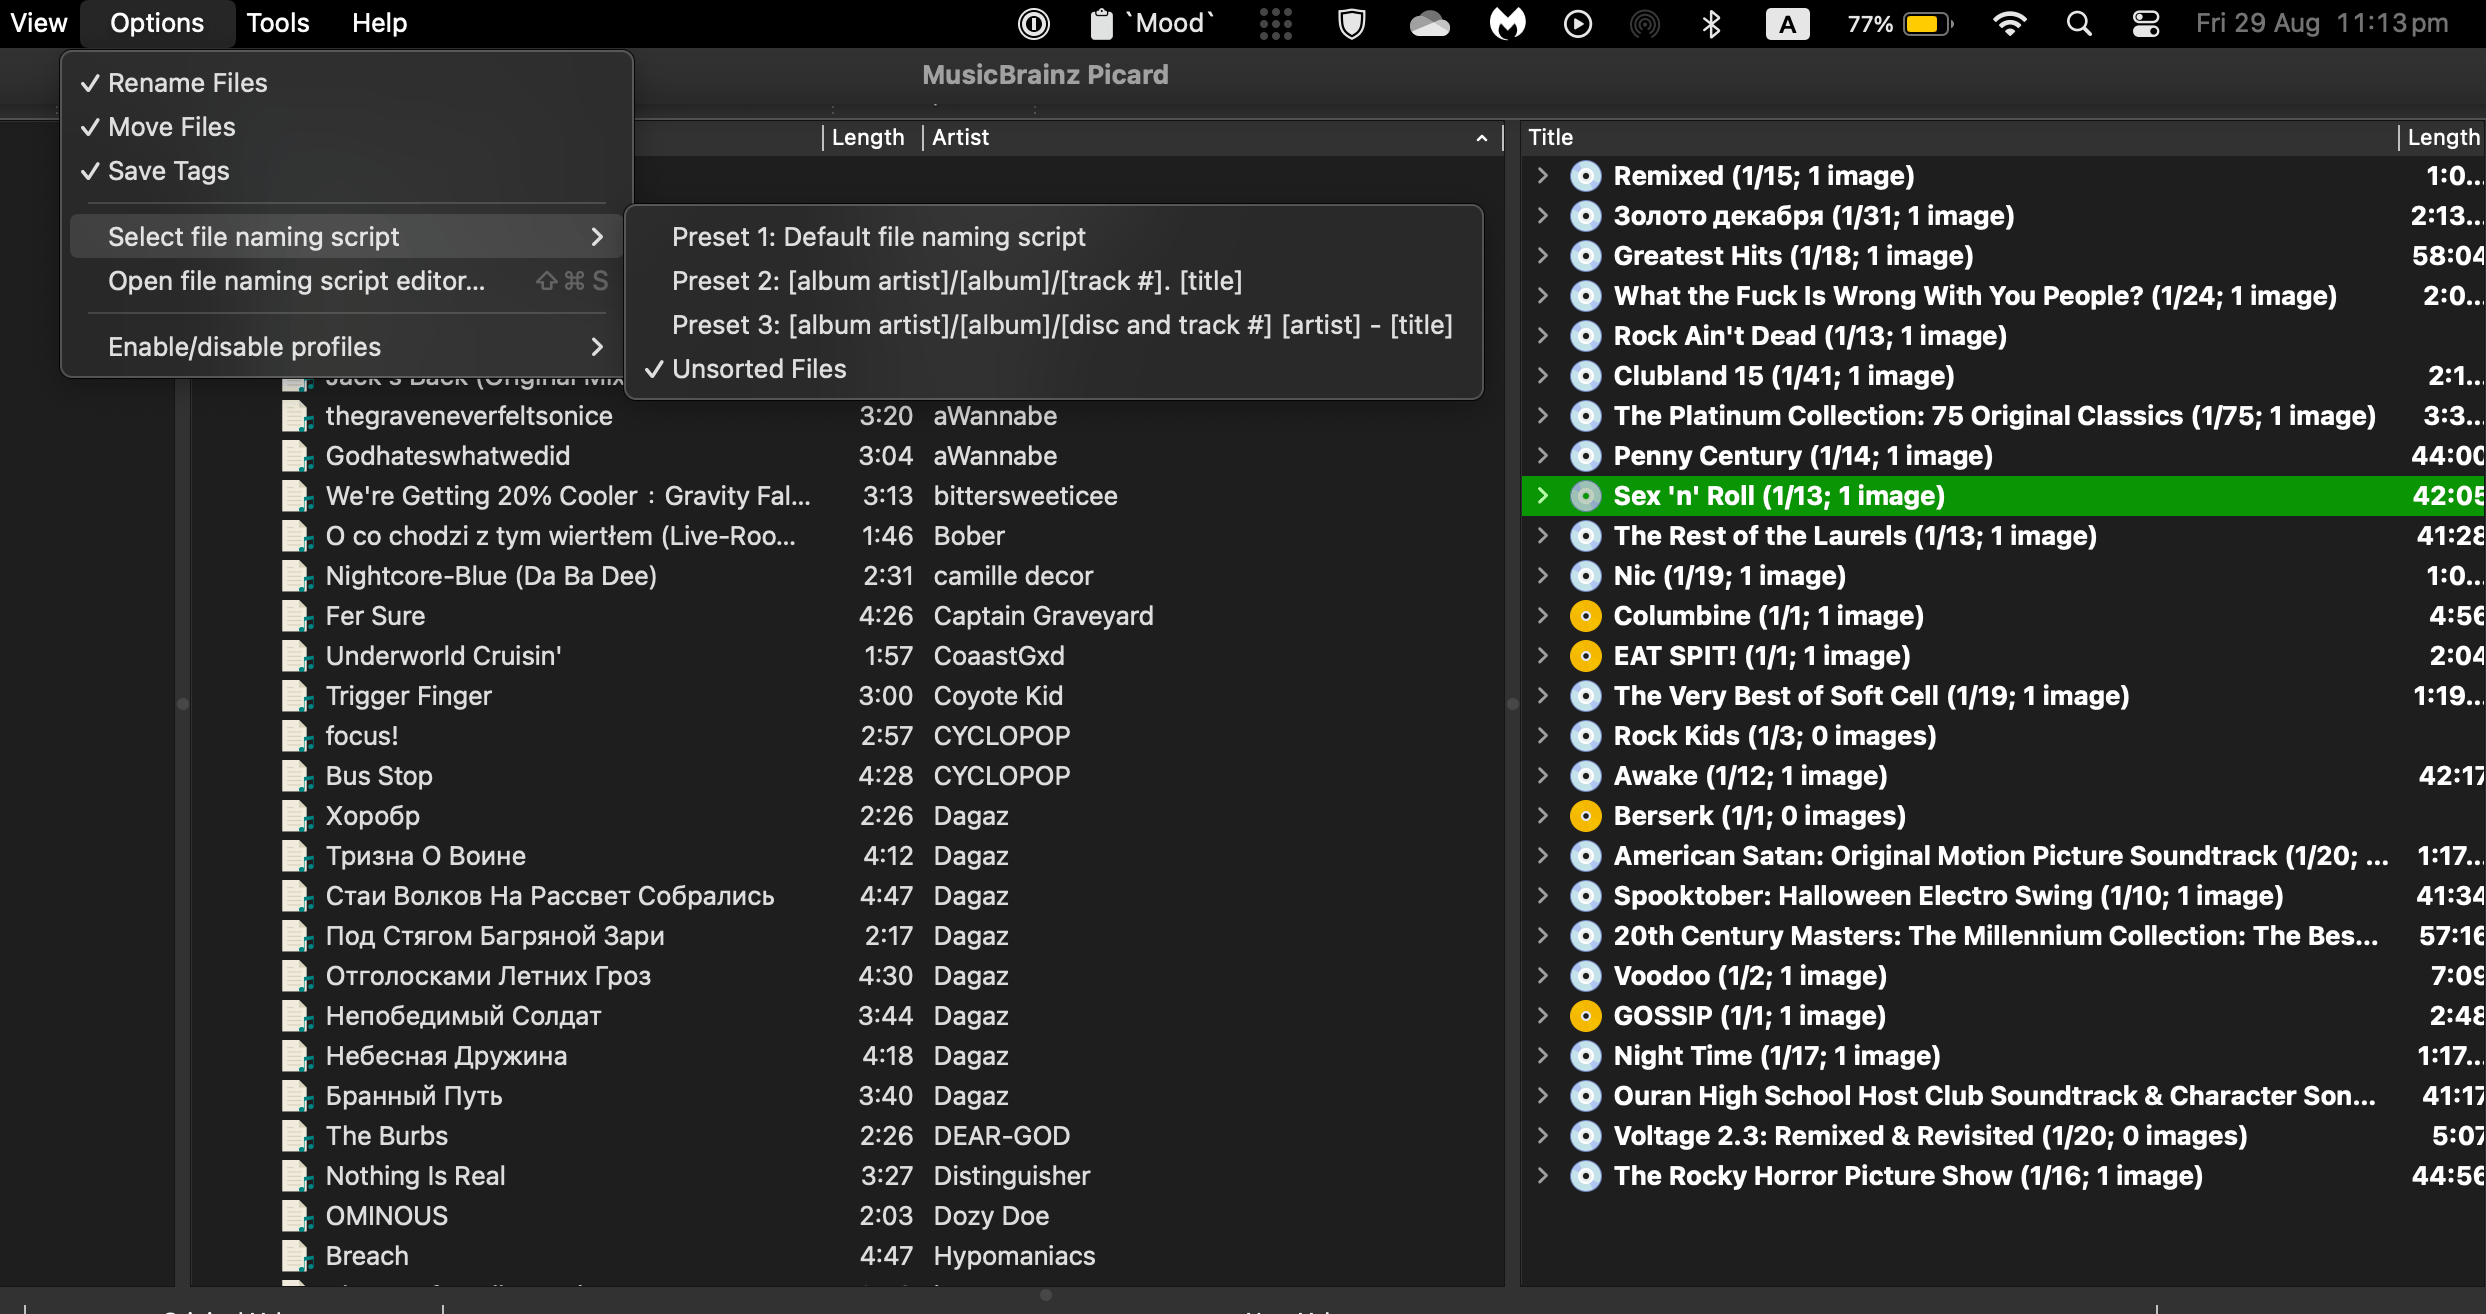 View Options Tools Help `Mood` A 77% Fri 29 Aug 11:13 pm
MusicBrainz Picard
✓ Rename Files
✓ Move Files
✓ Save Tags
Select file naming script
Open file naming script editor... ⇧⌘S
Enable/disable profiles
Preset 1: Default file naming script
Preset 2: [album artist]/[album]/[track #]. [title]
Preset 3: [album artist]/[album]/[disc and track #] [artist] - [title]
✓ Unsorted Files
Length Artist
Jack's Back (Original Mix
thegraveneverfeltsonice 3:20 aWannabe
Godhateswhatwedid 3:04 aWannabe
We're Getting 20% Cooler : Gravity Fal... 3:13 bittersweeticee
O co chodzi z tym wiertłem (Live-Roo... 1:46 Bober
Nightcore-Blue (Da Ba Dee) 2:31 camille decor
Fer Sure 4:26 Captain Graveyard
Underworld Cruisin' 1:57 CoaastGxd
Trigger Finger 3:00 Coyote Kid
focus! 2:57 CYCLOPOP
Bus Stop 4:28 CYCLOPOP
Хоробр 2:26 Dagaz
Тризна О Воине 4:12 Dagaz
Стаи Волков На Рассвет Собрались 4:47 Dagaz
Под Стягом Багряной Зари 2:17 Dagaz
Отголосками Летних Гроз 4:30 Dagaz
Непобедимый Солдат 3:44 Dagaz
Небесная Дружина 4:18 Dagaz
Бранный Путь 3:40 Dagaz
The Burbs 2:26 DEAR-GOD
Nothing Is Real 3:27 Distinguisher
OMINOUS 2:03 Dozy Doe
Breach 4:47 Hypomaniacs
Title Length
Remixed (1/15; 1 image) 1:0...
Золото декабря (1/31; 1 image) 2:13...
Greatest Hits (1/18; 1 image) 58:04
What the Fuck Is Wrong With You People? (1/24; 1 image) 2:0...
Rock Ain't Dead (1/13; 1 image)
Clubland 15 (1/41; 1 image) 2:1...
The Platinum Collection: 75 Original Classics (1/75; 1 image) 3:3...
Penny Century (1/14; 1 image) 44:00
Sex 'n' Roll (1/13; 1 image) 42:05
The Rest of the Laurels (1/13; 1 image) 41:28
Nic (1/19; 1 image) 1:0...
Columbine (1/1; 1 image) 4:56
EAT SPIT! (1/1; 1 image) 2:04
The Very Best of Soft Cell (1/19; 1 image) 1:19...
Rock Kids (1/3; 0 images)
Awake (1/12; 1 image) 42:17
Berserk (1/1; 0 images)
American Satan: Original Motion Picture Soundtrack (1/20; ... 1:17...
Spooktober: Halloween Electro Swing (1/10; 1 image) 41:34
20th Century Masters: The Millennium Collection: The Bes... 57:16
Voodoo (1/2; 1 image) 7:09
GOSSIP (1/1; 1 image) 2:48
Night Time (1/17; 1 image) 1:17...
Ouran High School Host Club Soundtrack & Character Son... 41:17
Voltage 2.3: Remixed & Revisited (1/20; 0 images) 5:07
The Rocky Horror Picture Show (1/16; 1 image) 44:56